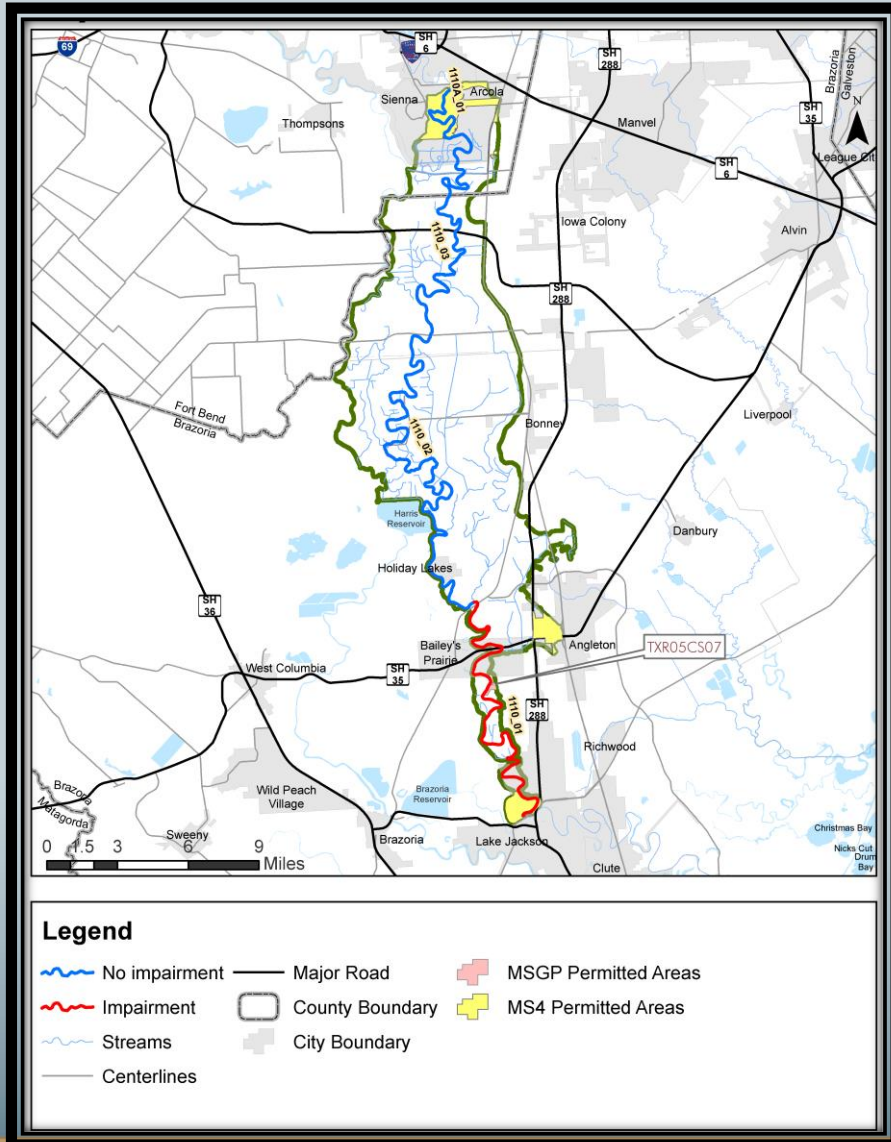 69
SH
6
SH
288
1110A_01
Arcola
Sienna
Thompsons
Manvel
Brazoria
Galveston
SH
35
N
League Cit
SH
6
1110_03
Iowa Colony
Alvin
SH
288
Fort Bend
Brazoria
Liverpool
1110_02
Bonney
Harris
Reservoir
Danbury
Holiday Lakes
SH
36
Bailey's
Prairie
Angleton
TXR05CS07
West Columbia
SH
35
1110_01
SH
288
Richwood
Brazoria
Matagorda
Wild Peach
Village
Brazoria
Reservoir
Sweeny
Christmas Bay
Nicks Cut
Drum
Bay
Brazoria
Lake Jackson
Clute
0 1.5 3 6 9
Miles
Legend
No impairment
Major Road
MSGP Permitted Areas
Impairment
County Boundary
MS4 Permitted Areas
Streams
City Boundary
Centerlines